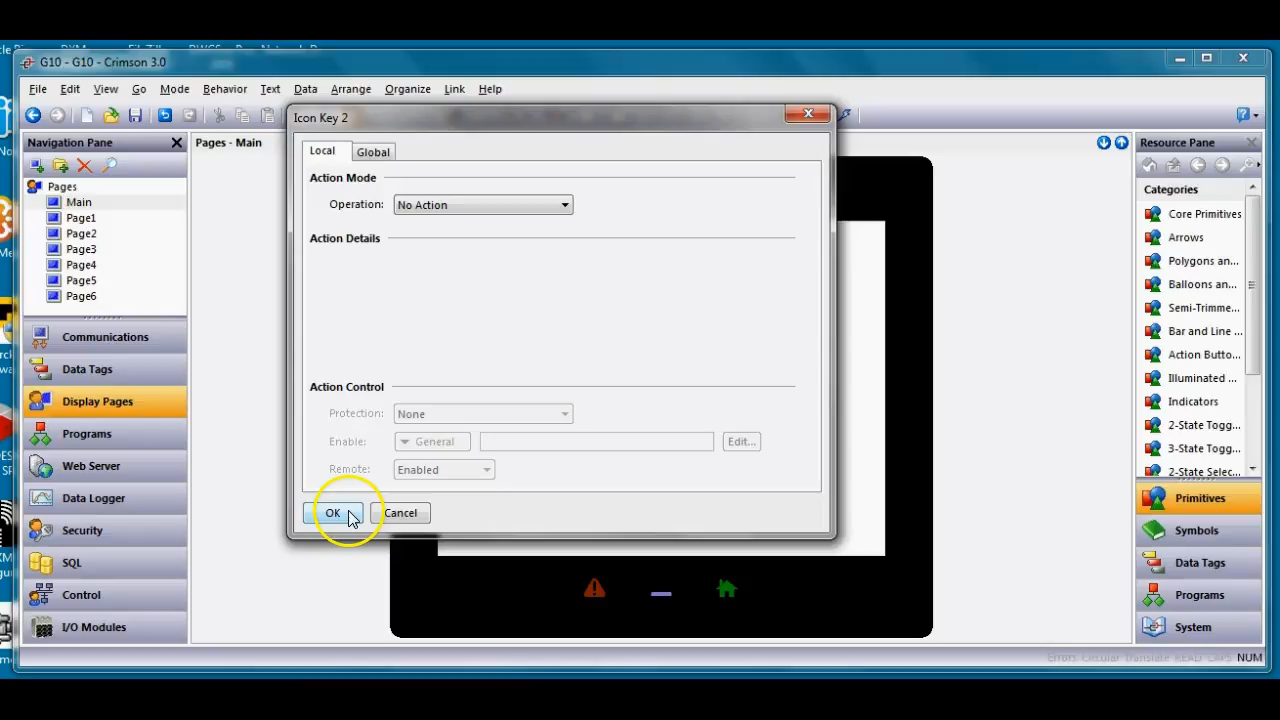 G10 - G10 - Crimson 3.0
File Edit View Go Mode Behavior Text Data Arrange Organize Link Help
Navigation Pane
Pages
Main
Page1
Page2
Page3
Page4
Page5
Page6
Communications
Data Tags
Display Pages
Programs
Web Server
Data Logger
Security
SQL
Control
I/O Modules
Pages - Main
Icon Key 2
Local Global
Action Mode
Operation: No Action
Action Details
Action Control
Protection: None
Enable: General Edit...
Remote: Enabled
OK Cancel
Resource Pane
Categories
Core Primitives
Arrows
Polygons an...
Balloons an...
Semi-Trimme...
Bar and Line ...
Action Butto...
Illuminated ...
Indicators
2-State Togg...
3-State Togg...
2-State Selec...
Primitives
Symbols
Data Tags
Programs
System
Errors Circular Translate READ CAPS NUM